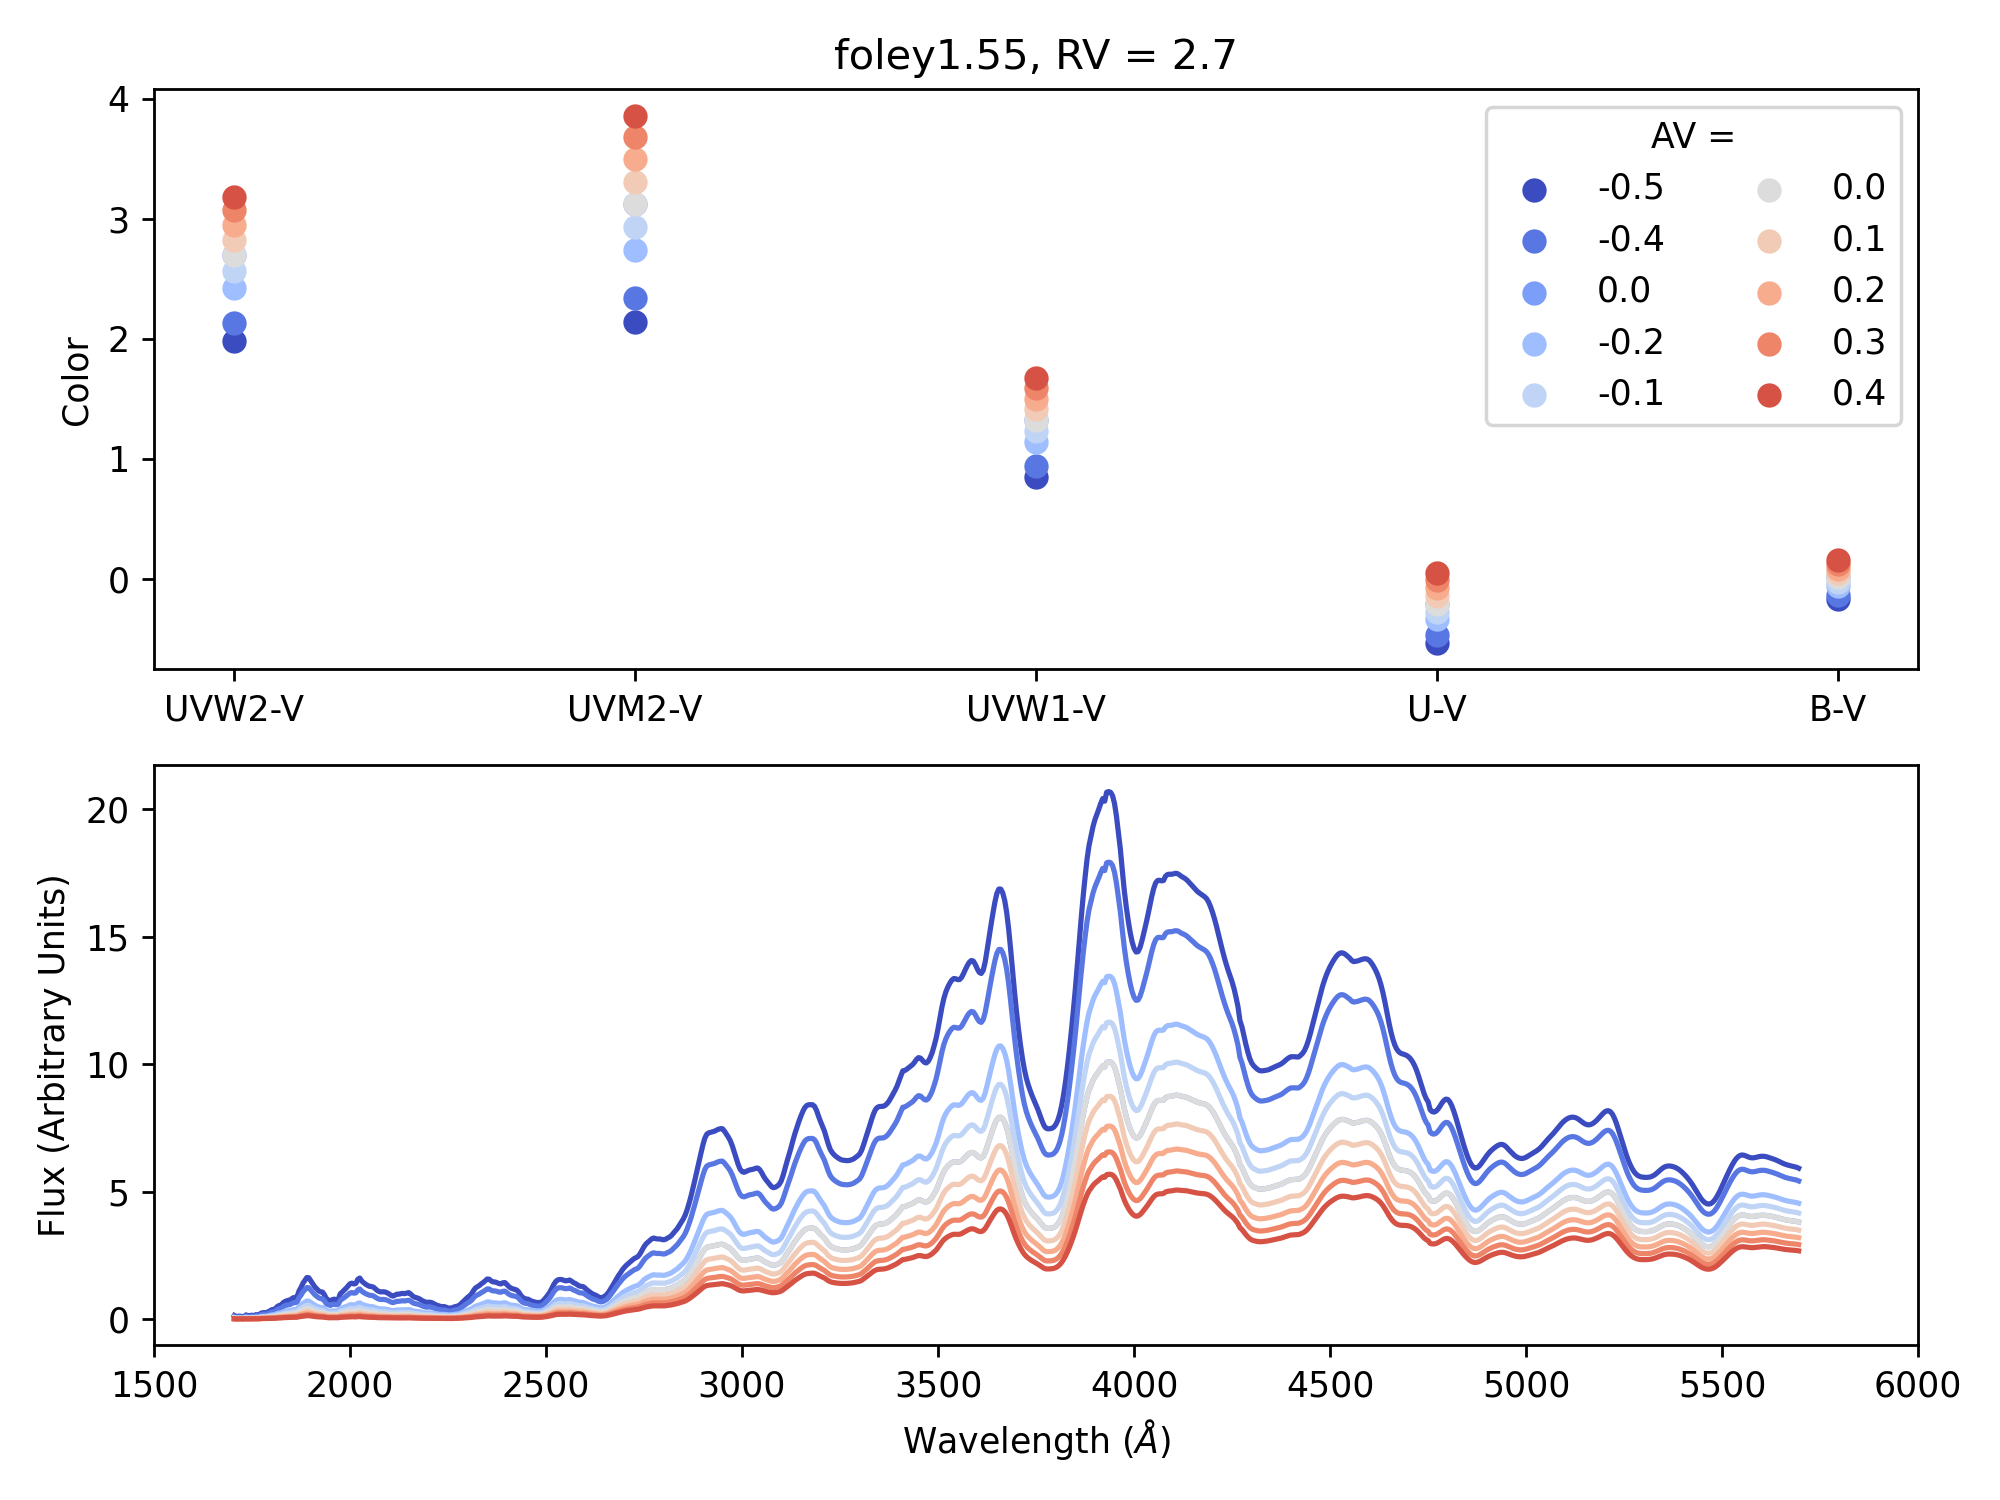 foley1.55, RV = 2.7
Color
4
3
2
1
0
AV =
-0.5 0.0
-0.4 0.1
0.0 0.2
-0.2 0.3
-0.1 0.4
UVW2-V UVM2-V UVW1-V U-V B-V
Flux (Arbitrary Units)
20
15
10
5
0
1500 2000 2500 3000 3500 4000 4500 5000 5500 6000
Wavelength (Å)